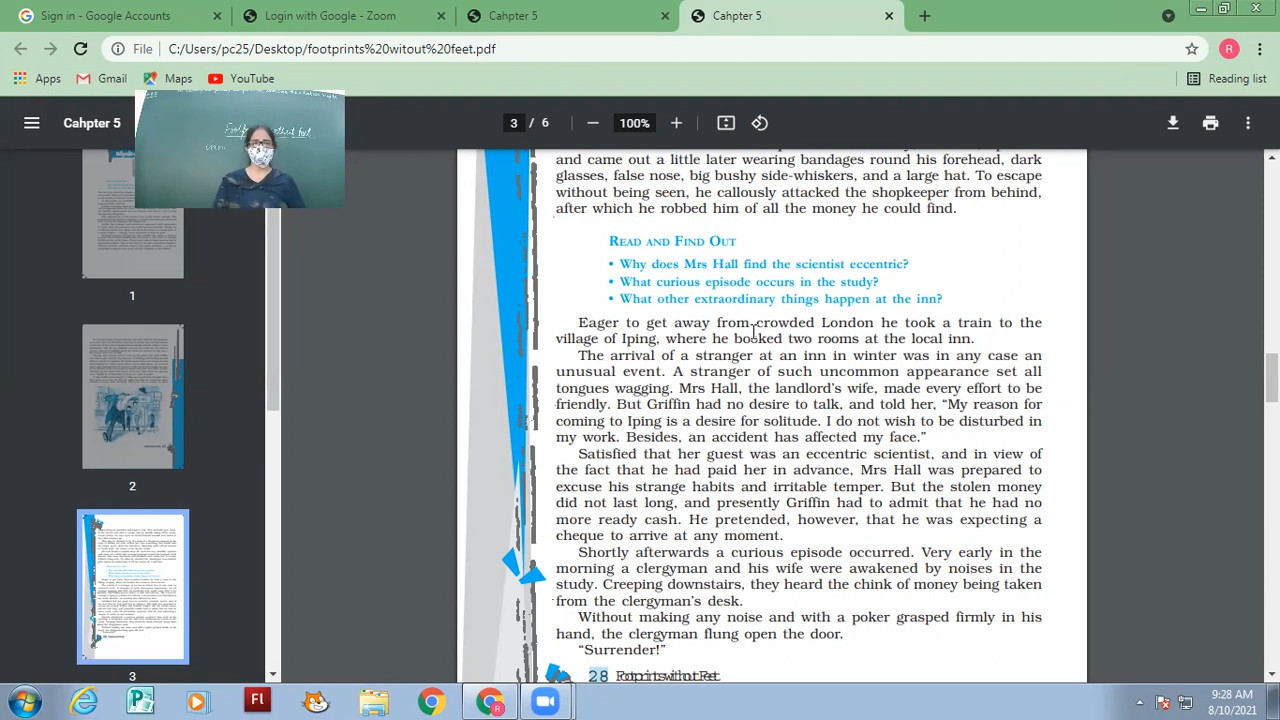 Sign in - Google Accounts
Login with Google - Zoom
Cahpter 5
Cahpter 5
File
C:/Users/pc25/Desktop/footprints%20witout%20feet.pdf
R
Apps
Gmail
Maps
YouTube
Reading list
Cahpter 5
3 / 6
100%
and came out a little later wearing bandages round his forehead, dark
glasses, false nose, big bushy side-whiskers, and a large hat. To escape
without being seen, he callously attacked the shopkeeper from behind,
after which he robbed him of all the money he could find.
READ AND FIND OUT
• Why does Mrs Hall find the scientist eccentric?
• What curious episode occurs in the study?
• What other extraordinary things happen at the inn?
Eager to get away from crowded London he took a train to the
village of Iping, where he booked two rooms at the local inn.
The arrival of a stranger at an inn in winter was in any case an
unusual event. A stranger of such uncommon appearance set all
tongues wagging. Mrs Hall, the landlord's wife, made every effort to be
friendly. But Griffin had no desire to talk, and told her, “My reason for
coming to Iping is a desire for solitude. I do not wish to be disturbed in
my work. Besides, an accident has affected my face.”
Satisfied that her guest was an eccentric scientist, and in view of
the fact that he had paid her in advance, Mrs Hall was prepared to
excuse his strange habits and irritable temper. But the stolen money
did not last long, and presently Griffin had to admit that he had no
more ready cash. He pretended, however, that he was expecting a
cheque to arrive at any moment.
Shortly afterwards a curious episode occurred. Very early in the
morning a clergyman and his wife were awakened by noises in the
study. Creeping downstairs, they heard the chink of money being taken
from the clergyman's desk.
Without making any noise and with a poker grasped firmly in his
hand, the clergyman flung open the door.
“Surrender!”
28
1
2
3
Fl
9:28 AM
8/10/2021